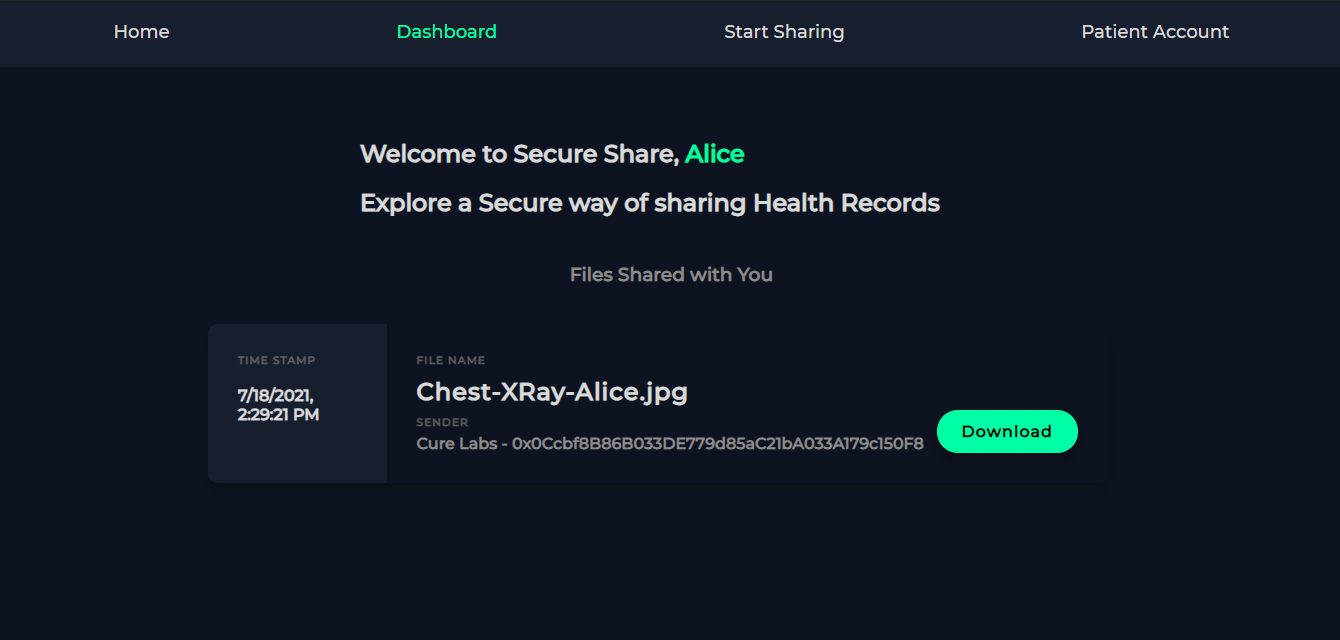 Home
Dashboard
Start Sharing
Patient Account
Welcome to Secure Share, Alice
Explore a Secure way of sharing Health Records
Files Shared with You
TIME STAMP
7/18/2021,
2:29:21 PM
FILE NAME
Chest-XRay-Alice.jpg
SENDER
Cure Labs - 0x0Ccbf8B86B033DE779d85aC21bA033A179c150F8
Download